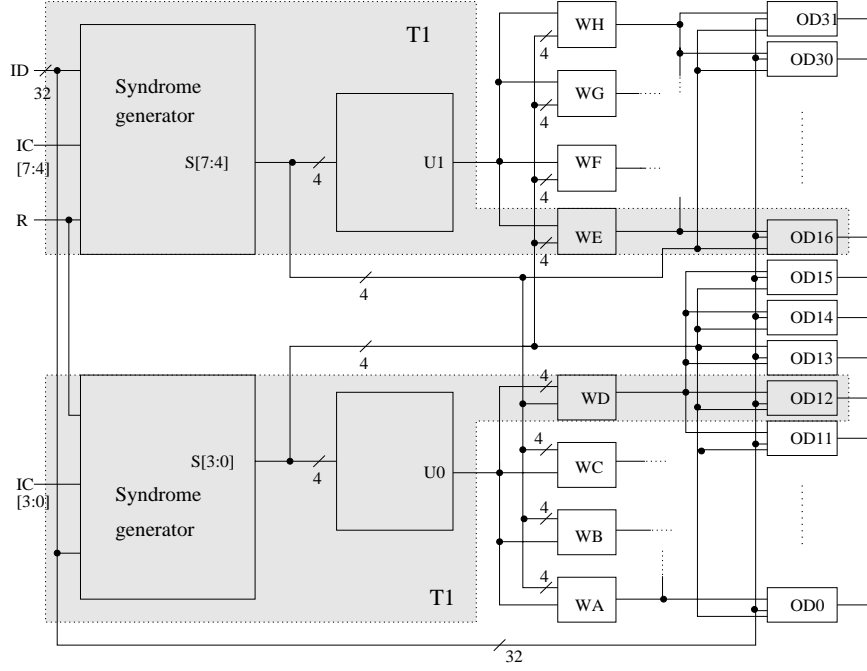 T1
WH
OD31
ID
4
OD30
32
Syndrome
generator
WG
4
IC
[7:4]
S[7:4]
4
U1
WF
4
R
WE
OD16
4
OD15
4
OD14
4
OD13
4
WD
OD12
OD11
S[3:0]
4
U0
4
WC
IC
[3:0]
Syndrome
generator
4
WB
4
T1
WA
OD0
32